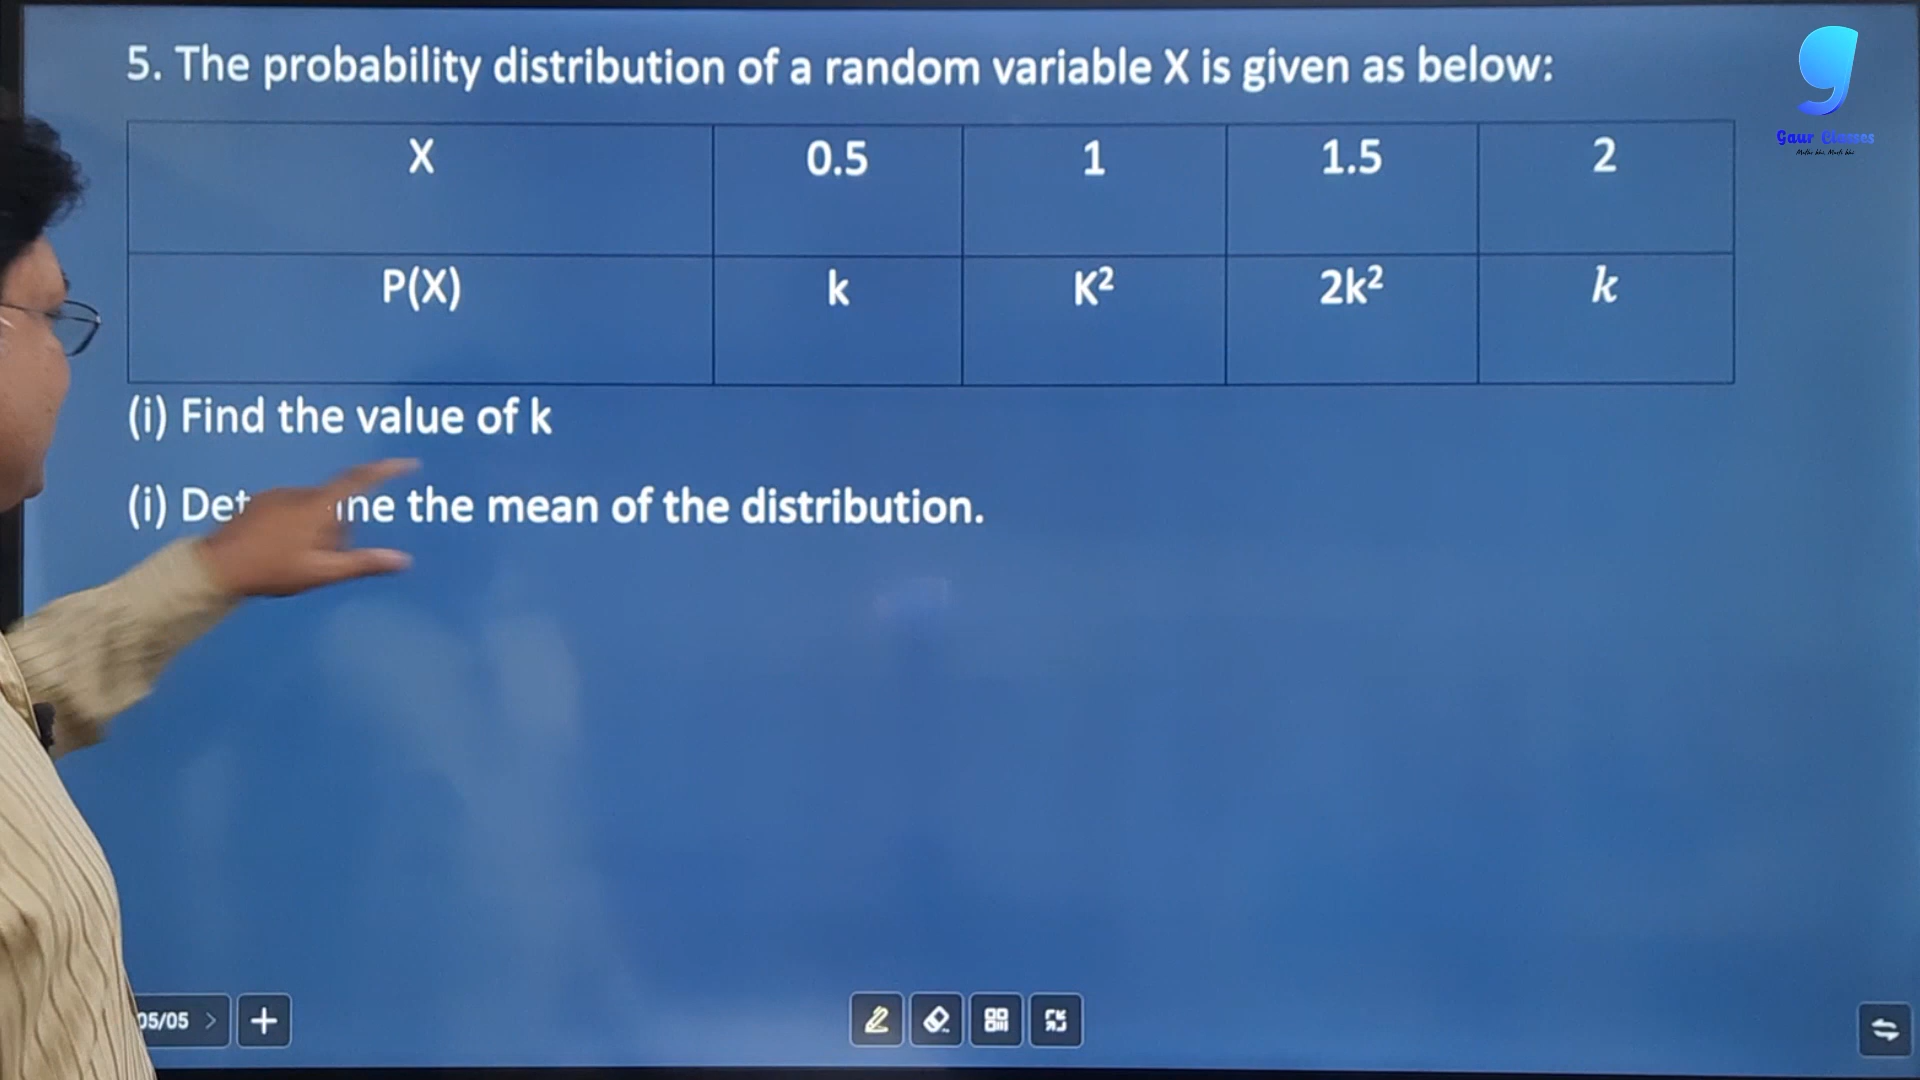 5. The probability distribution of a random variable X is given as below:
X 0.5 1 1.5 2
P(X) k K² 2k² k
(i) Find the value of k
(i) Det ine the mean of the distribution.
Gaur Classes
05/05